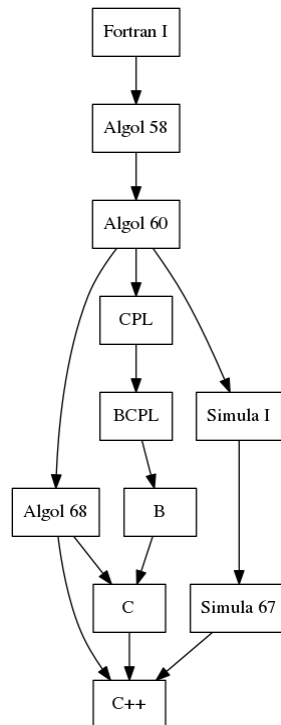 Fortran I
Algol 58
Algol 60
CPL
BCPL
Simula I
Algol 68
B
C
Simula 67
C++